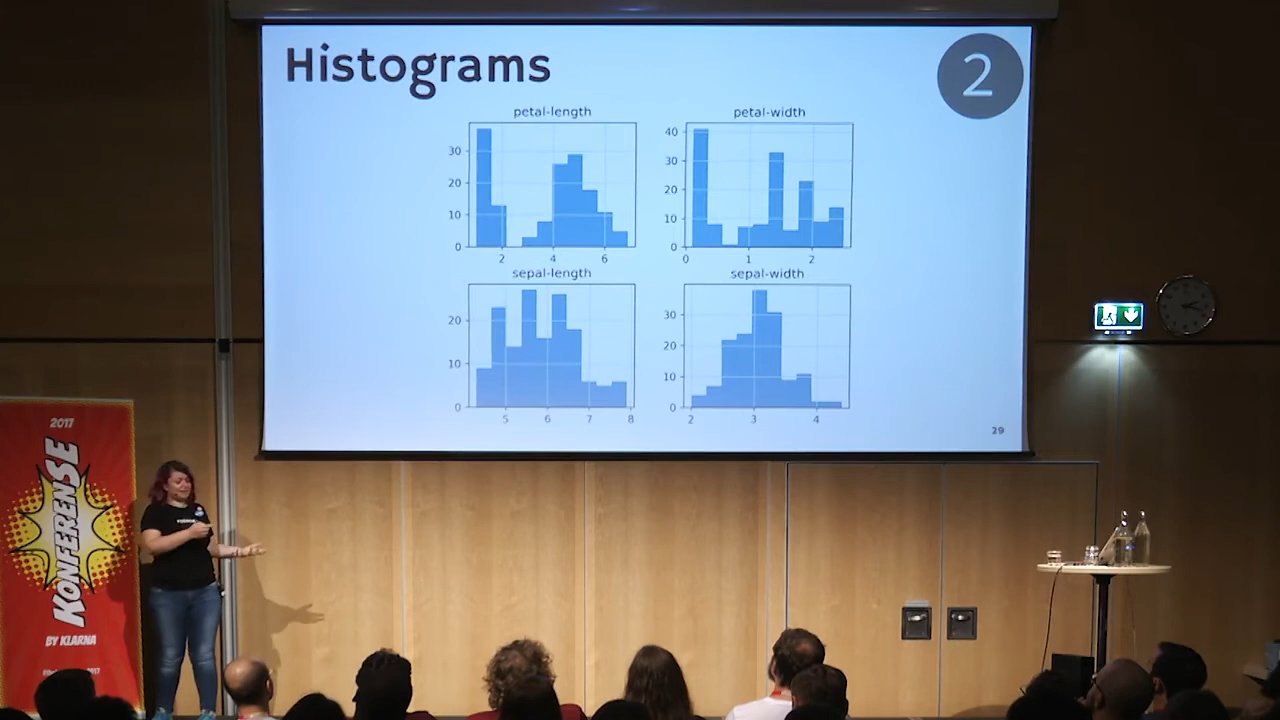 Histograms
2
petal-length
30
20
10
0
2 4 6
petal-width
40
30
20
10
0
0 1 2
sepal-length
20
10
0
5 6 7 8
sepal-width
30
20
10
0
2 3 4
29
2017
KONFERENSE
BY KLARNA